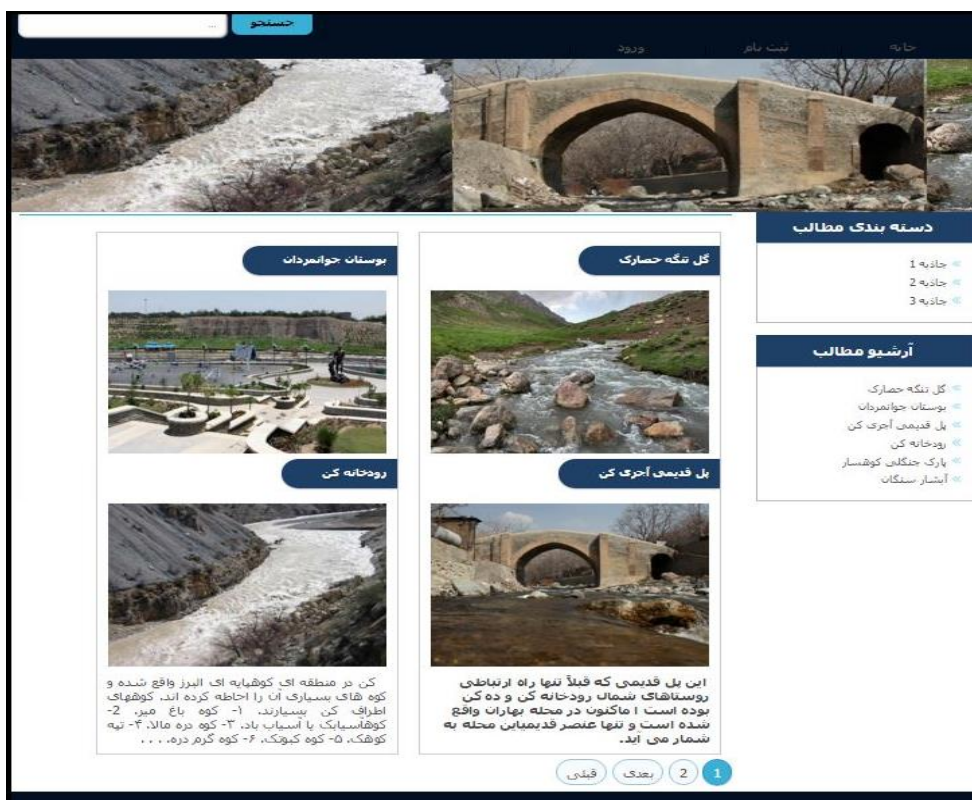 جستجو
...
خانه
ثبت نام
ورود
دسته بندی مطالب
جاذبه 1
جاذبه 2
جاذبه 3
آرشیو مطالب
گل تنگه حصارک
بوستان جوانمردان
پل قدیمی آجری کن
رودخانه کن
پارک جنگلی کوهسار
آبشار سنگان
گل تنگه حصارک
بوستان جوانمردان
پل قدیمی آجری کن
رودخانه کن
این پل قدیمی که قبلاً تنها راه ارتباطی
روستاهای شمال رودخانه کن و ده کن
بوده است ا ماکنون در محله بهاران واقع
شده است و تنها عنصر قدیمیاین محله به
شمار می آید.
کن در منطقه ای کوهپایه ای البرز واقع شده و
کوه های بسیاری آن را احاطه کرده اند. کوههای
اطراف کن بسیارند. ۱- کوه باغ میر، 2-
کوهآسیابک یا آسیاب باد، ۳- کوه دره مالا، ۴- تپه
کوهک، ۵- کوه کبوتک، ۶- کوه گرم دره، . . .
1
2
بعدی
قبلی